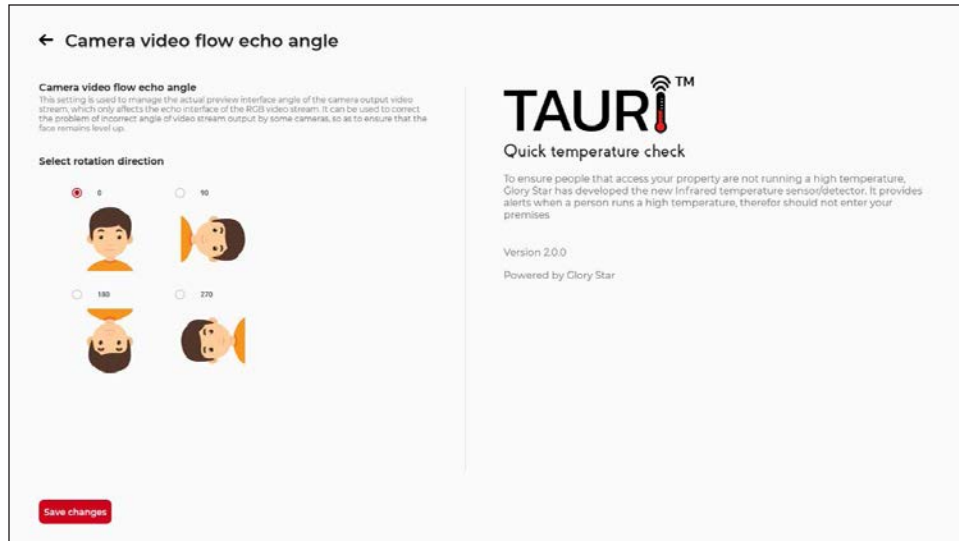 Camera video flow echo angle
Camera video flow echo angle
This setting is used to manage the actual preview interface angle of the camera output video
stream, which only affects the echo interface of the RGB video stream. It can be used to correct
the problem of incorrect angle of video stream output by some cameras, so as to ensure that the
face remains level up.
Select rotation direction
0
90
180
270
Save changes
TAURI™
Quick temperature check
To ensure people that access your property are not running a high temperature,
Glory Star has developed the new Infrared temperature sensor/detector. It provides
alerts when a person runs a high temperature, therefor should not enter your
premises
Version 2.0.0
Powered by Glory Star